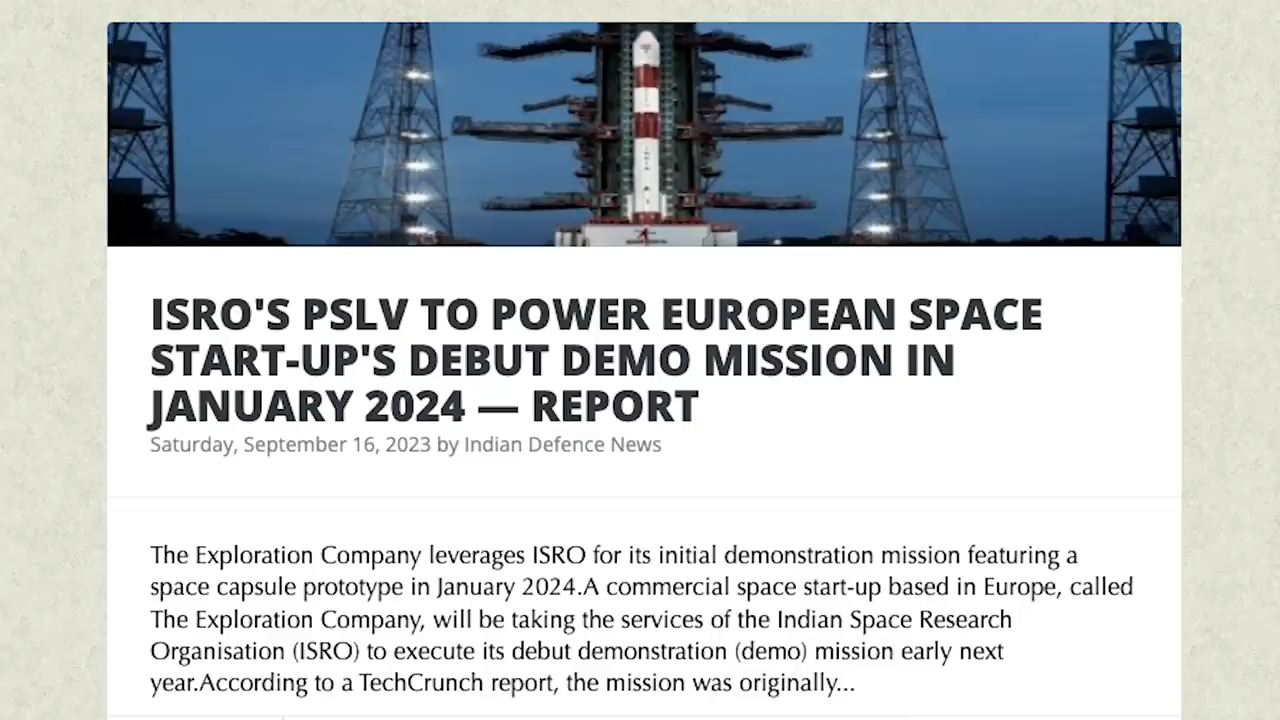 ISRO'S PSLV TO POWER EUROPEAN SPACE
START-UP'S DEBUT DEMO MISSION IN
JANUARY 2024 — REPORT
Saturday, September 16, 2023 by Indian Defence News
The Exploration Company leverages ISRO for its initial demonstration mission featuring a
space capsule prototype in January 2024.A commercial space start-up based in Europe, called
The Exploration Company, will be taking the services of the Indian Space Research
Organisation (ISRO) to execute its debut demonstration (demo) mission early next
year.According to a TechCrunch report, the mission was originally...